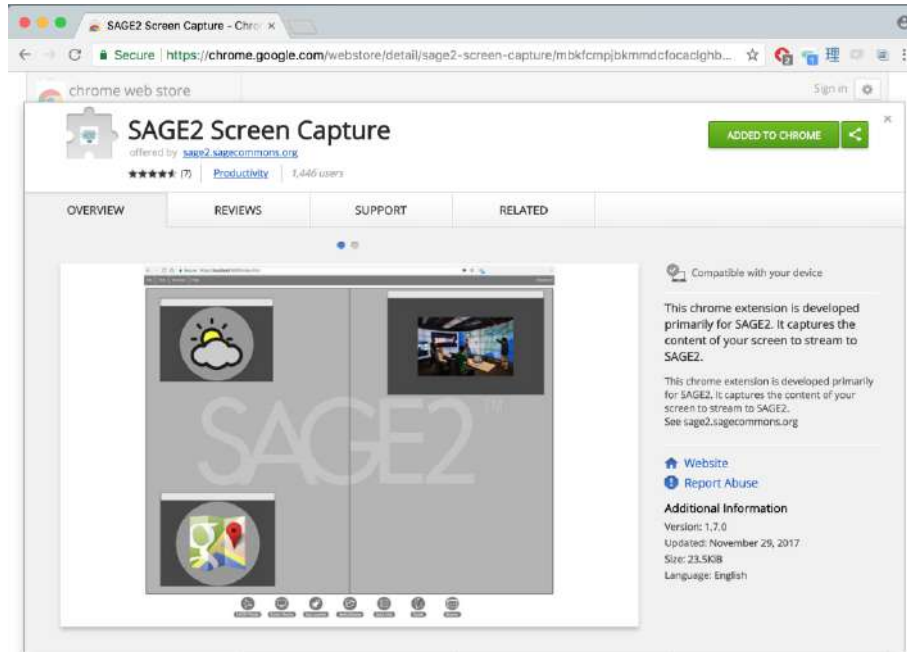 SAGE2 Screen Capture - Chro
Secure | https://chrome.google.com/webstore/detail/sage2-screen-capture/mbkfcmpjbkmmdcfocaclghb...
chrome web store
Sign in
SAGE2 Screen Capture
offered by sage2.sagecommons.org
(7) Productivity 1,446 users
ADDED TO CHROME
OVERVIEW REVIEWS SUPPORT RELATED
SAGE2™
Compatible with your device
This chrome extension is developed
primarily for SAGE2. It captures the
content of your screen to stream to
SAGE2.
This chrome extension is developed primarily
for SAGE2. It captures the content of your
screen to stream to SAGE2.
See sage2.sagecommons.org
Website
Report Abuse
Additional Information
Version: 1.7.0
Updated: November 29, 2017
Size: 23.5KiB
Language: English